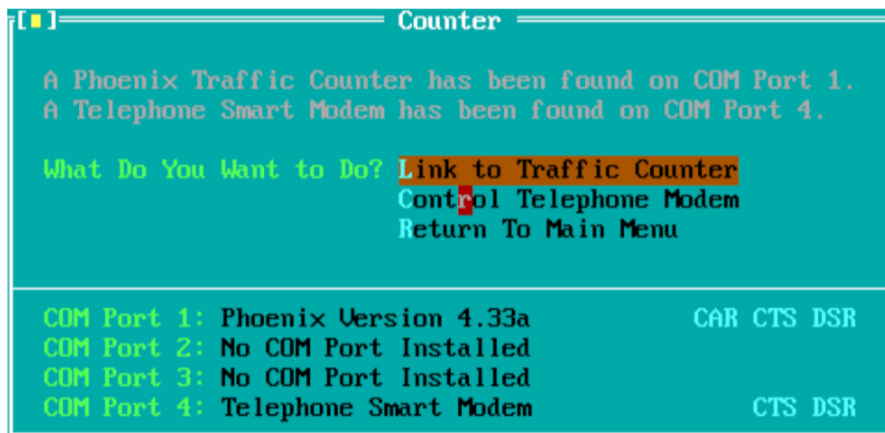 [■] Counter
A Phoenix Traffic Counter has been found on COM Port 1.
A Telephone Smart Modem has been found on COM Port 4.
What Do You Want to Do? Link to Traffic Counter
Control Telephone Modem
Return To Main Menu
COM Port 1: Phoenix Version 4.33a CAR CTS DSR
COM Port 2: No COM Port Installed
COM Port 3: No COM Port Installed
COM Port 4: Telephone Smart Modem CTS DSR